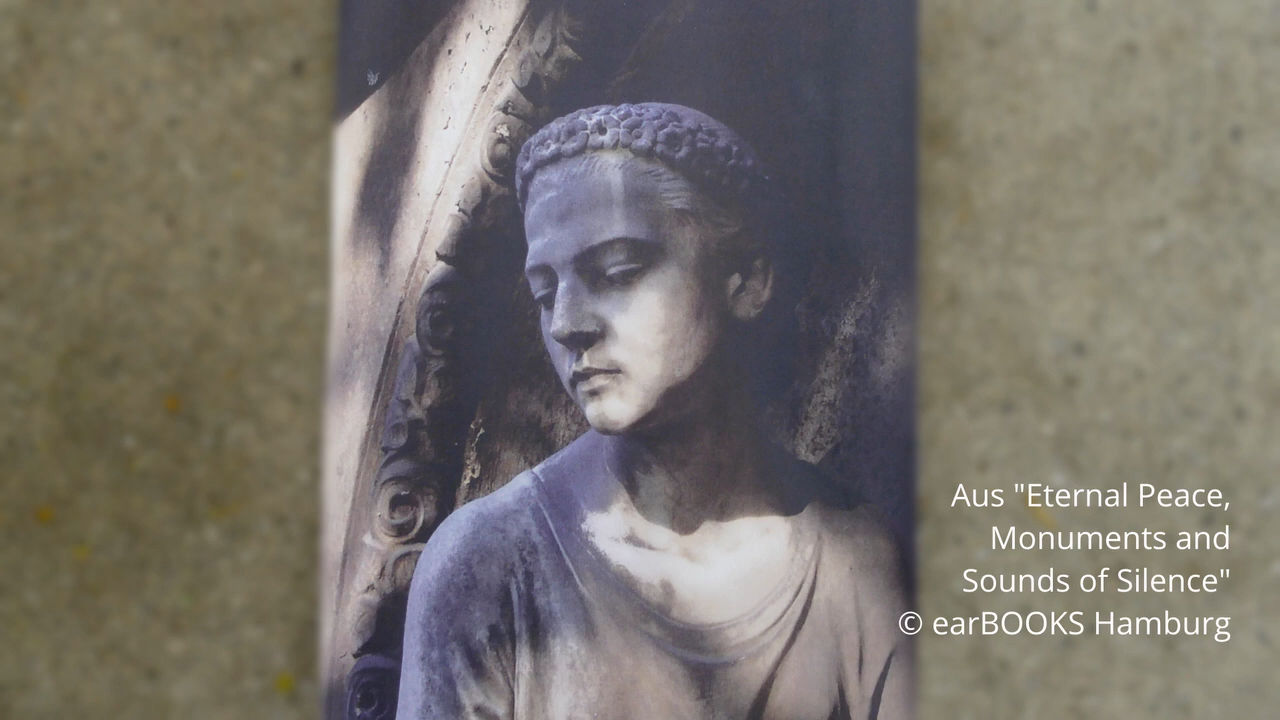 Aus "Eternal Peace,
Monuments and
Sounds of Silence"
© earBOOKS Hamburg